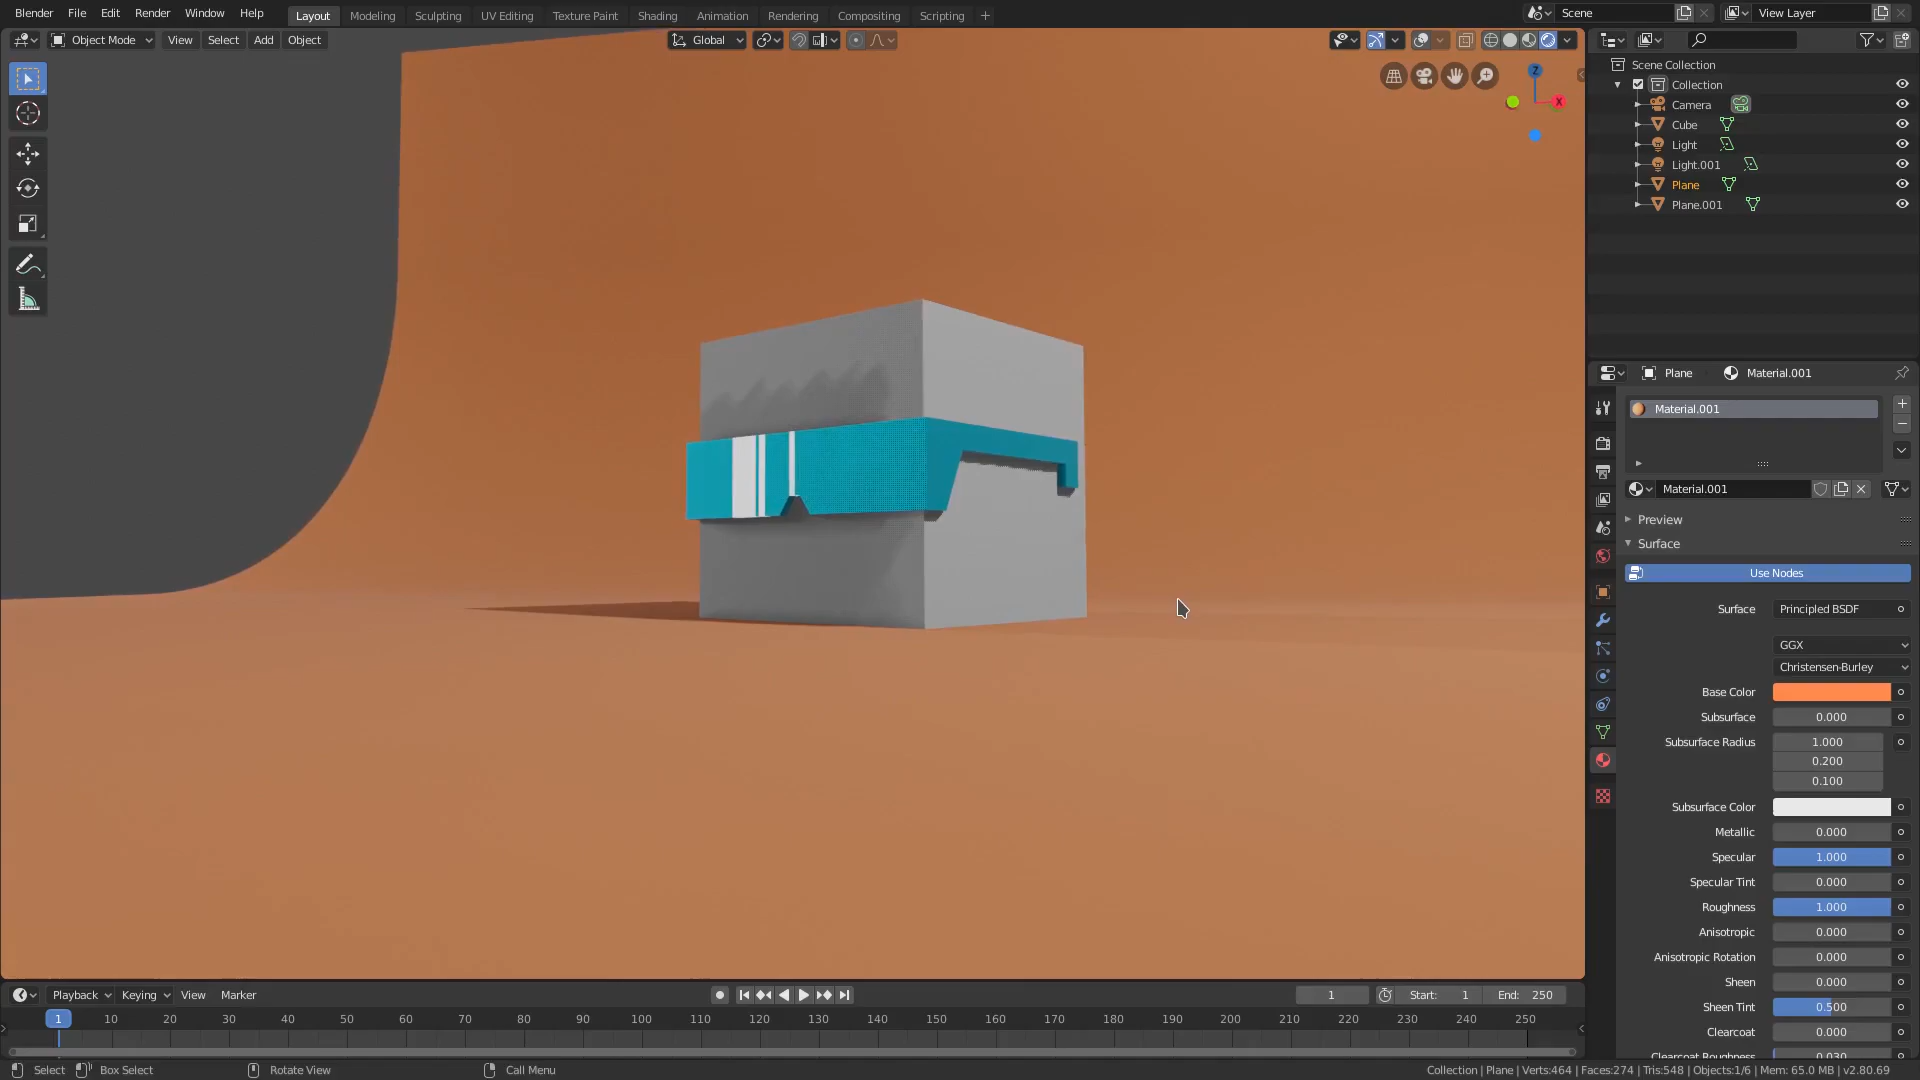 Blender File Edit Render Window Help Layout Modeling Sculpting UV Editing Texture Paint Shading Animation Rendering Compositing Scripting + Scene View Layer
Object Mode View Select Add Object Global
Z
X
Scene Collection
Collection
Camera
Cube
Light
Light.001
Plane
Plane.001
Plane Material.001
Material.001
Material.001
Preview
Surface
Use Nodes
Surface Principled BSDF
GGX
Christensen-Burley
Base Color
Subsurface 0.000
Subsurface Radius 1.000
0.200
0.100
Subsurface Color
Metallic 0.000
Specular 1.000
Specular Tint 0.000
Roughness 1.000
Anisotropic 0.000
Anisotropic Rotation 0.000
Sheen 0.000
Sheen Tint 0.500
Clearcoat 0.000
Clearcoat Roughness 0.030
Playback Keying View Marker 1 Start: 1 End: 250
1 10 20 30 40 50 60 70 80 90 100 110 120 130 140 150 160 170 180 190 200 210 220 230 240 250
Select Box Select Rotate View Call Menu Collection | Plane | Verts:464 | Faces:274 | Tris:548 | Objects:1/6 | Mem: 65.0 MB | v2.80.69